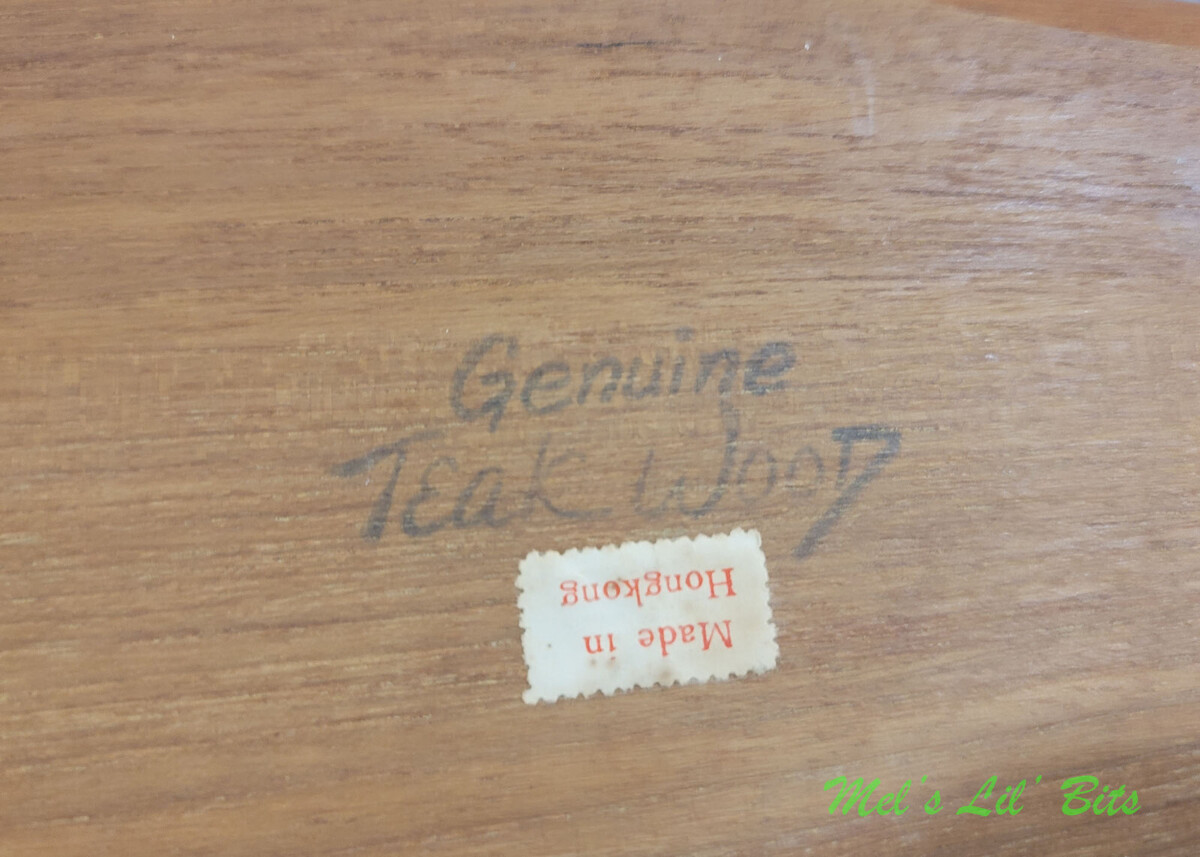 Genuine
Teak Wood
Made in
Hongkong
Mel's Lil' Bits